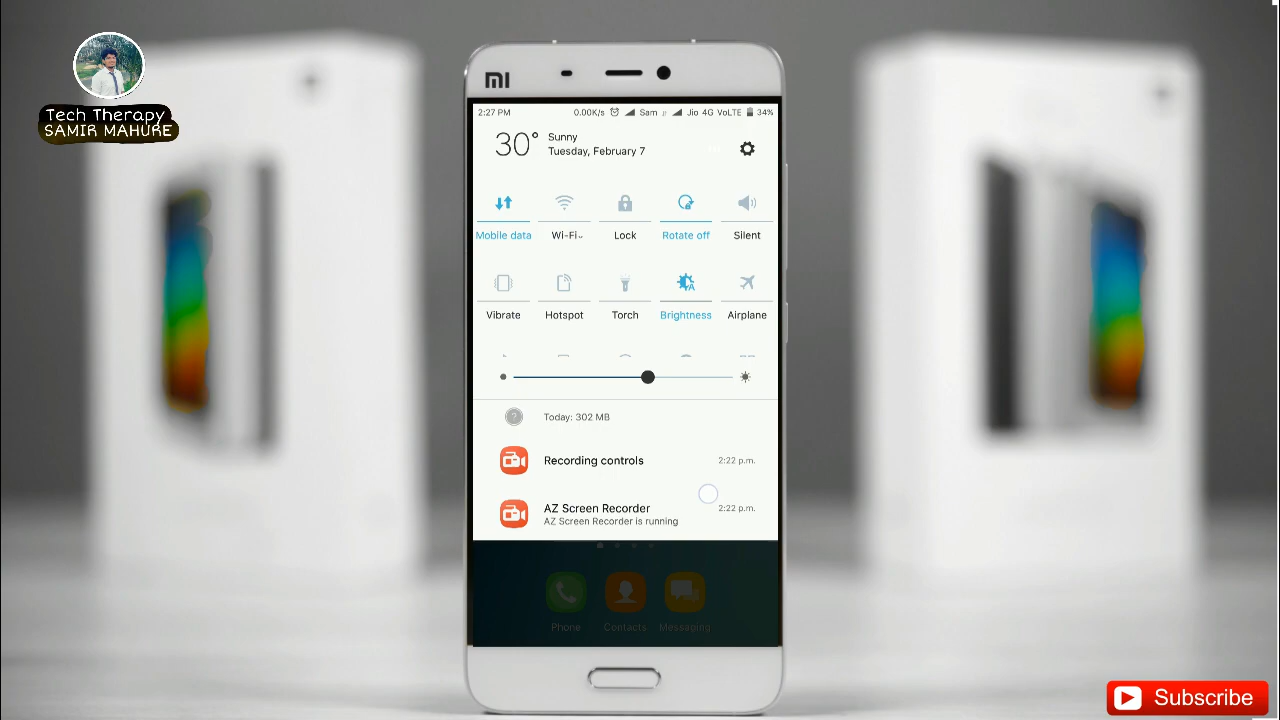 Tech Therapy
SAMIR MAHURE
mi
2:27 PM 0.00K/s Sam Jio 4G VoLTE 34%
30° Sunny
Tuesday, February 7
Mobile data Wi-Fi Lock Rotate off Silent
Vibrate Hotspot Torch Brightness Airplane
Today: 302 MB
Recording controls 2:22 p.m.
AZ Screen Recorder 2:22 p.m.
AZ Screen Recorder is running
Phone Contacts Messaging
Subscribe